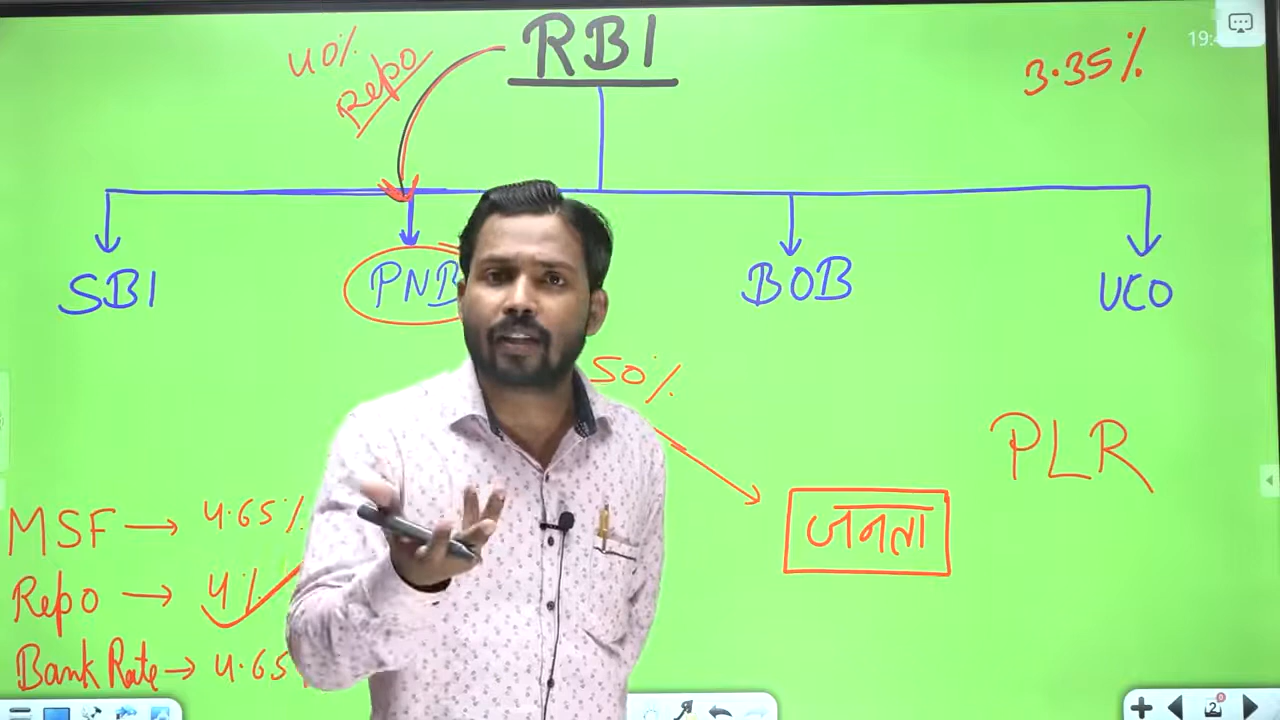 40%
Repo
RBI
3.35%
SBI
PNB
BOB
UCO
50%
PLR
जनता
MSF → 4.65%
Repo → 4%
Bank Rate → 4.65
2